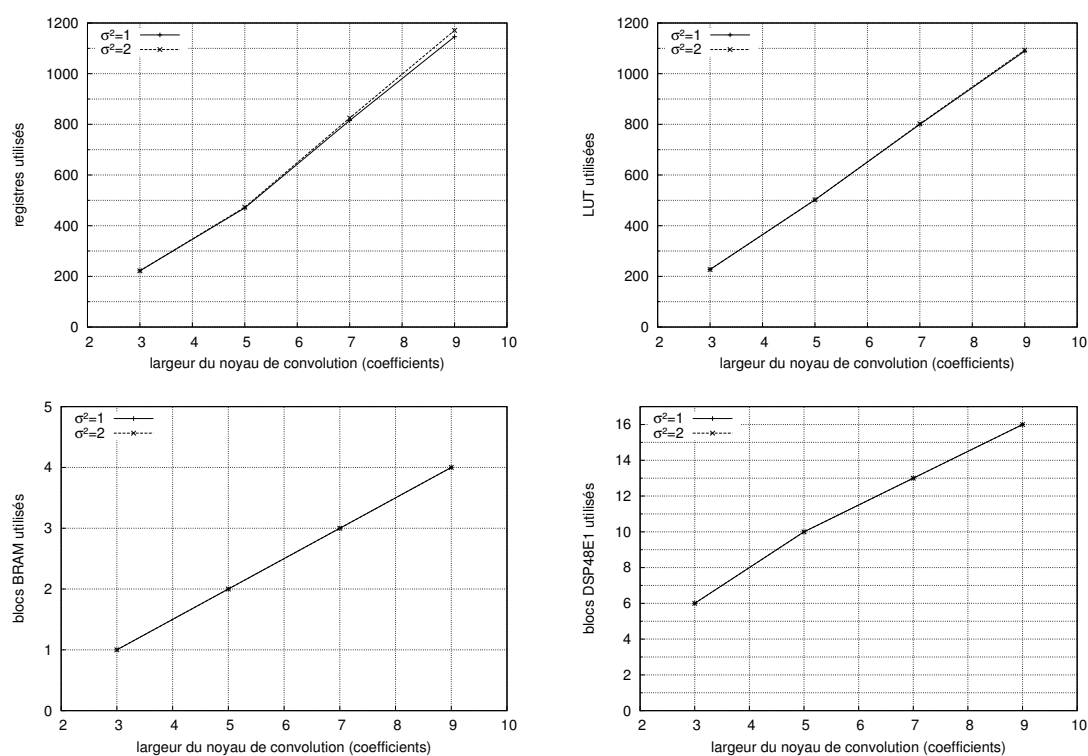 registres utilisés
1200
1000
800
600
400
200
0
σ²=1
σ²=2
2 3 4 5 6 7 8 9 10
largeur du noyau de convolution (coefficients)
LUT utilisées
1200
1000
800
600
400
200
0
σ²=1
σ²=2
2 3 4 5 6 7 8 9 10
largeur du noyau de convolution (coefficients)
blocs BRAM utilisés
5
4
3
2
1
0
σ²=1
σ²=2
2 3 4 5 6 7 8 9 10
largeur du noyau de convolution (coefficients)
blocs DSP48E1 utilisés
16
14
12
10
8
6
4
2
0
σ²=1
σ²=2
2 3 4 5 6 7 8 9 10
largeur du noyau de convolution (coefficients)